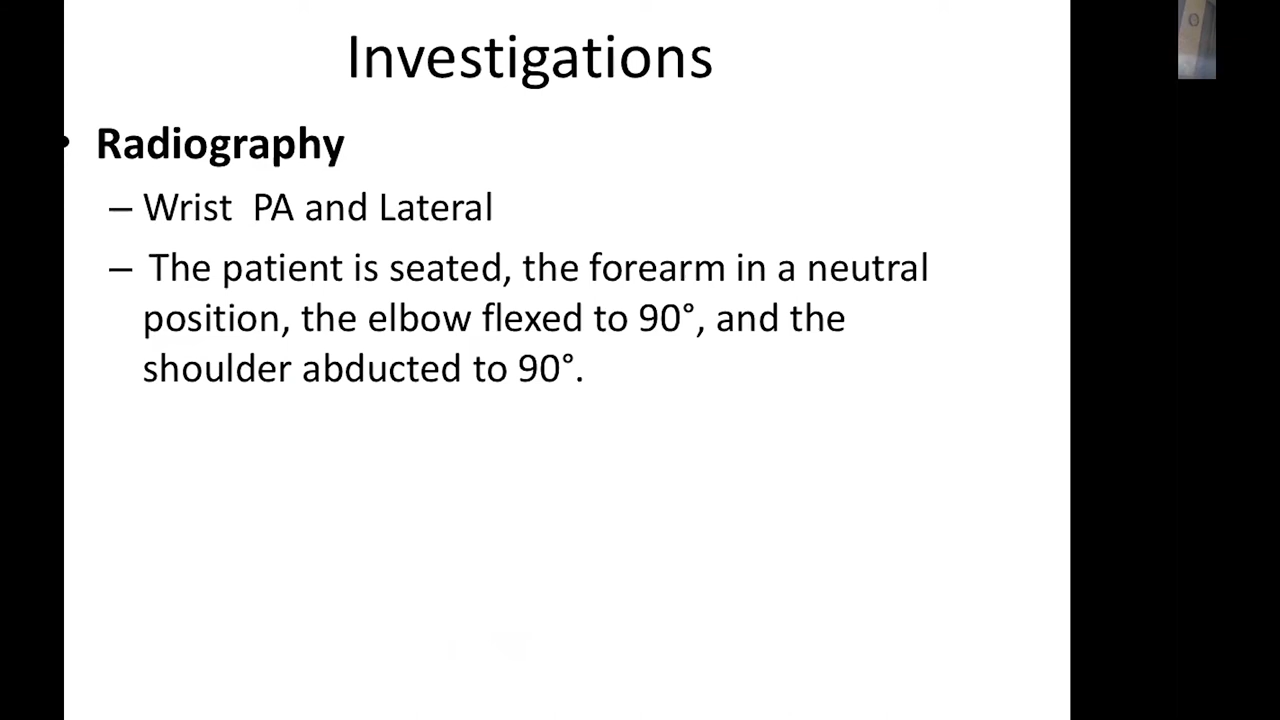 Investigations
• Radiography
– Wrist PA and Lateral
– The patient is seated, the forearm in a neutral
position, the elbow flexed to 90°, and the
shoulder abducted to 90°.